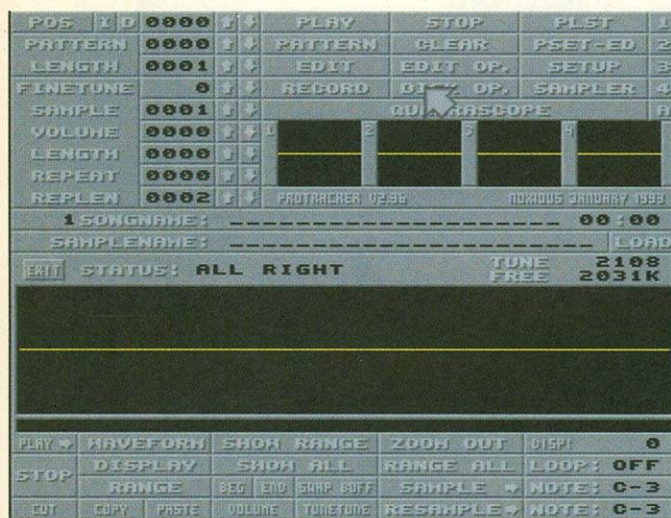 POS I D 0000 PLAY STOP PLST
PATTERN 0000 PATTERN CLEAR PSET-ED 2
LENGTH 0001 EDIT EDIT OP. SETUP 3
FINETUNE 0 RECORD DISK OP. SAMPLER 4
SAMPLE 0001 QUADRASCOPE
VOLUME 0000 1 2 3 4
LENGTH 0000
REPEAT 0000
REPLEN 0002 PROTRACKER V2.3B NOXIOUS JANUARY 1993
1 SONGNAME: 00:00
SAMPLENAME: LOAD
EXIT STATUS: ALL RIGHT TUNE 2108
FREE 2031K
PLAY WAVEFORM SHOW RANGE ZOOM OUT DISP: 0
STOP DISPLAY SHOW ALL RANGE ALL LOOP: OFF
RANGE BEG END SWAP BUFF SAMPLE NOTE: C-3
CUT COPY PASTE VOLUME TUNETONE RESAMPLE NOTE: C-3